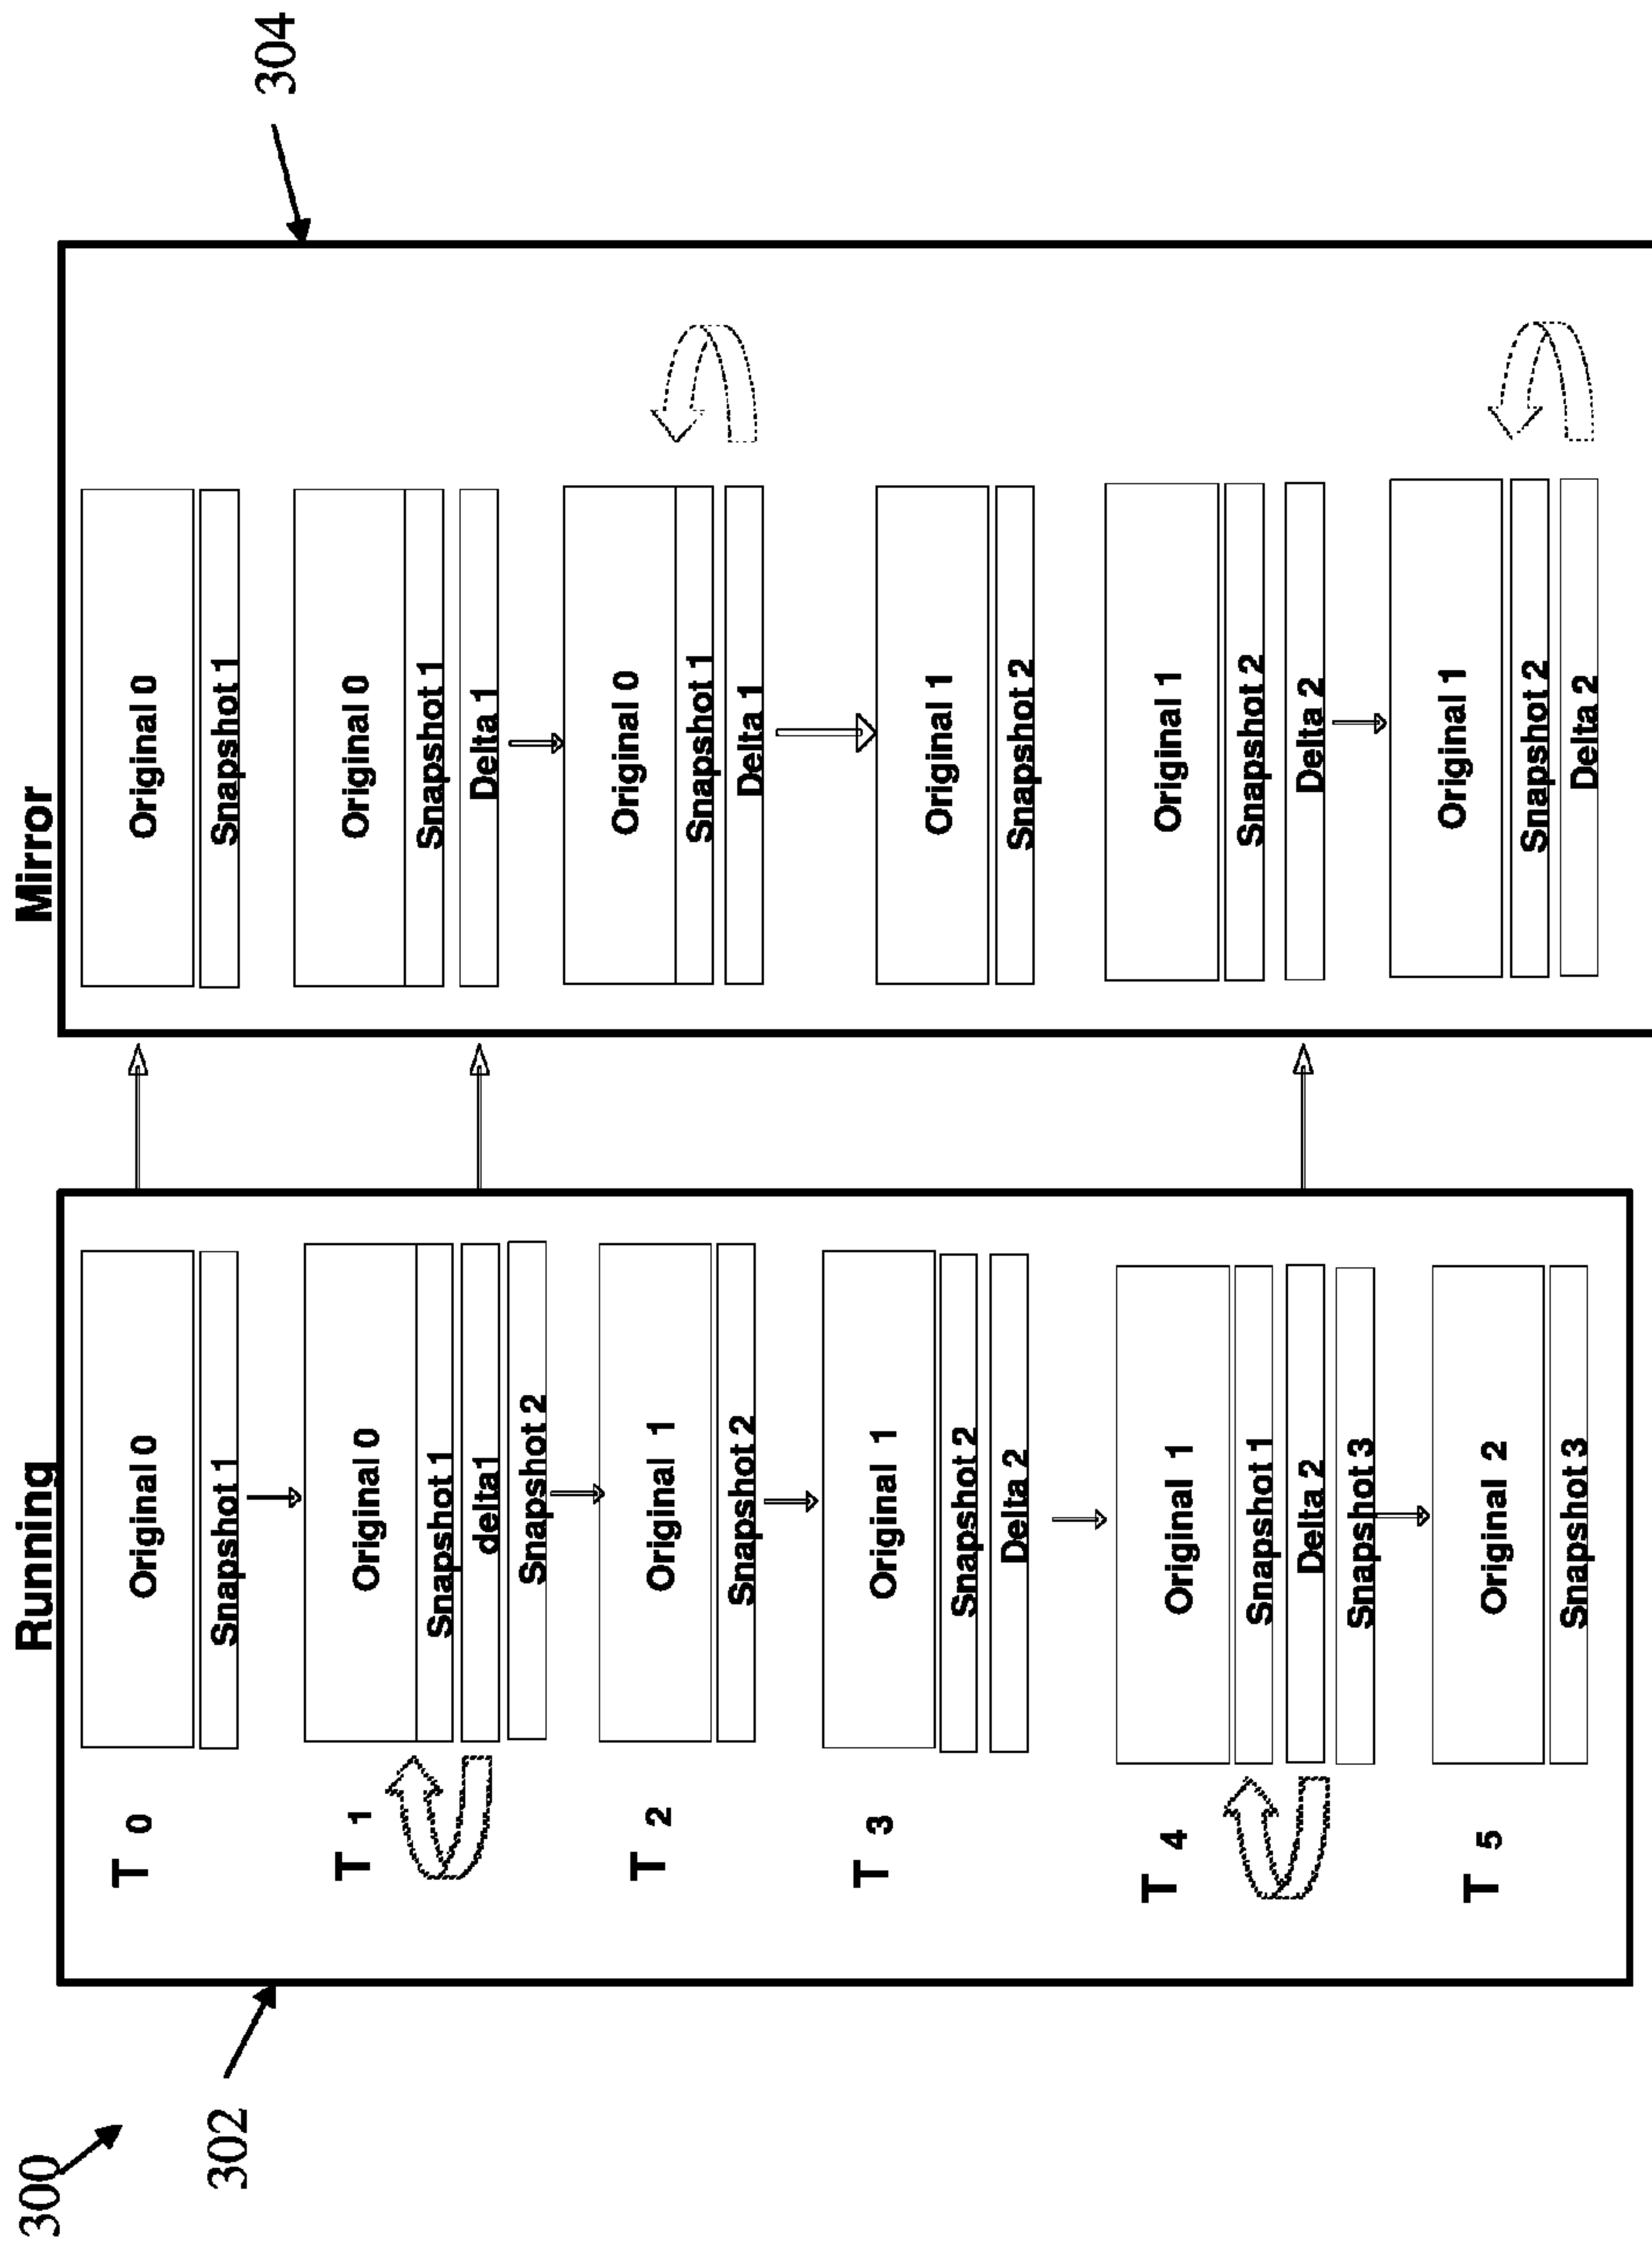 300
302
304
Running
T 0
Original 0
Snapshot 1
T 1
Original 0
Snapshot 1
delta1
Snapshot 2
T 2
Original 1
Snapshot 2
T 3
Original 1
Snapshot 2
Delta 2
T 4
Original 1
Snapshot 1
Delta 2
Snapshot 3
T 5
Original 2
Snapshot 3
Mirror
Original 0
Snapshot 1
Original 0
Snapshot 1
Delta 1
Original 0
Snapshot 1
Delta 1
Original 1
Snapshot 2
Original 1
Snapshot 2
Delta 2
Original 1
Snapshot 2
Delta 2